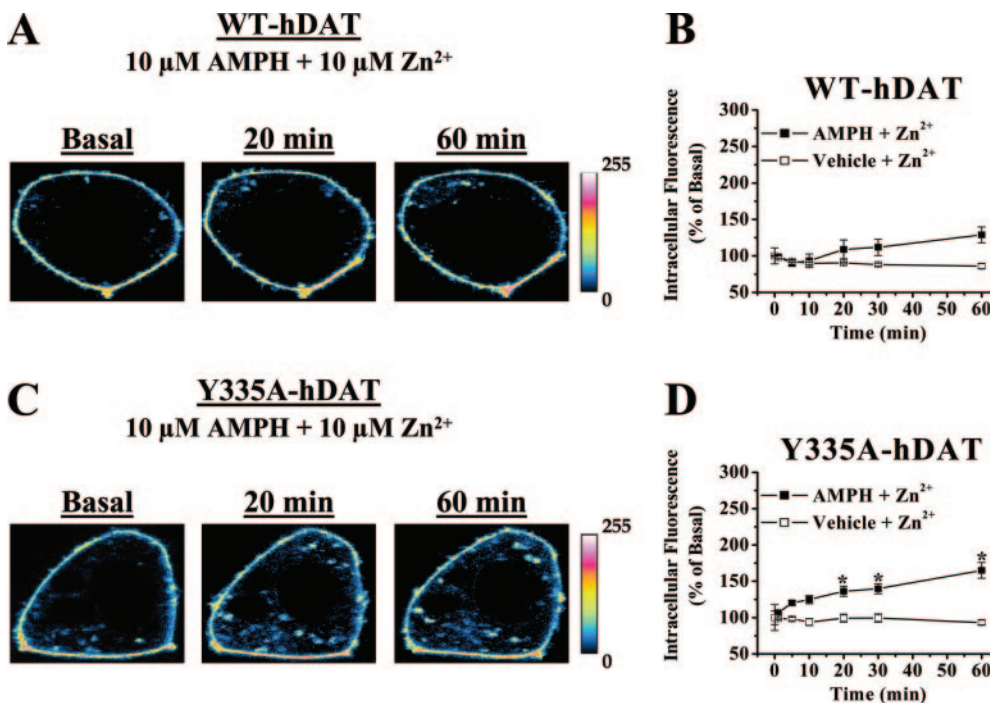 A
WT-hDAT
10 µM AMPH + 10 µM Zn²⁺
Basal
20 min
60 min
255
0
B
WT-hDAT
300
250
200
150
100
50
AMPH + Zn²⁺
Vehicle + Zn²⁺
Intracellular Fluorescence
(% of Basal)
0 10 20 30 40 50 60
Time (min)
C
Y335A-hDAT
10 µM AMPH + 10 µM Zn²⁺
Basal
20 min
60 min
255
0
D
Y335A-hDAT
300
250
200
150
100
50
AMPH + Zn²⁺
Vehicle + Zn²⁺
* * *
Intracellular Fluorescence
(% of Basal)
0 10 20 30 40 50 60
Time (min)